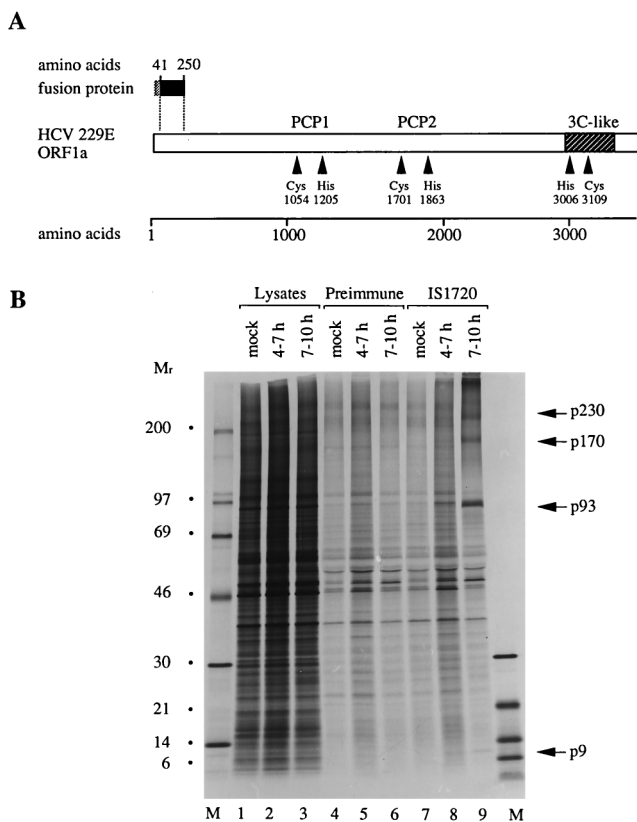 A
amino acids 41 250
fusion protein
PCP1 PCP2 3C-like
HCV 229E
ORF1a
Cys His Cys His His Cys
1054 1205 1701 1863 3006 3109
amino acids 1 1000 2000 3000
B
Lysates Preimmune IS1720
mock 4-7 h 7-10 h mock 4-7 h 7-10 h mock 4-7 h 7-10 h
Mr
p230
200
p170
97
p93
69
46
30
21
14
p9
6
M 1 2 3 4 5 6 7 8 9 M